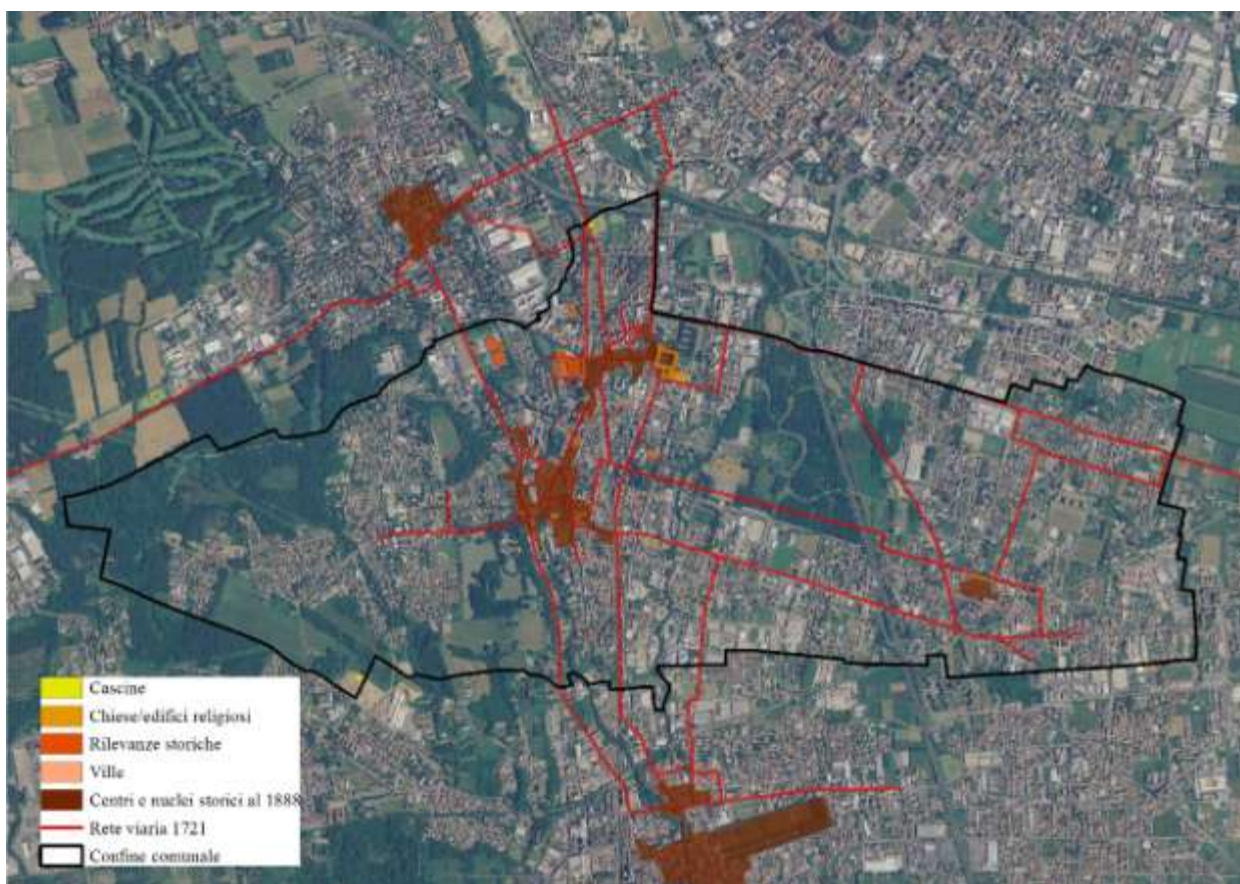 Cascine
Chiese/edifici religiosi
Rilevanze storiche
Ville
Centri e nuclei storici al 1888
Rete viaria 1721
Confine comunale